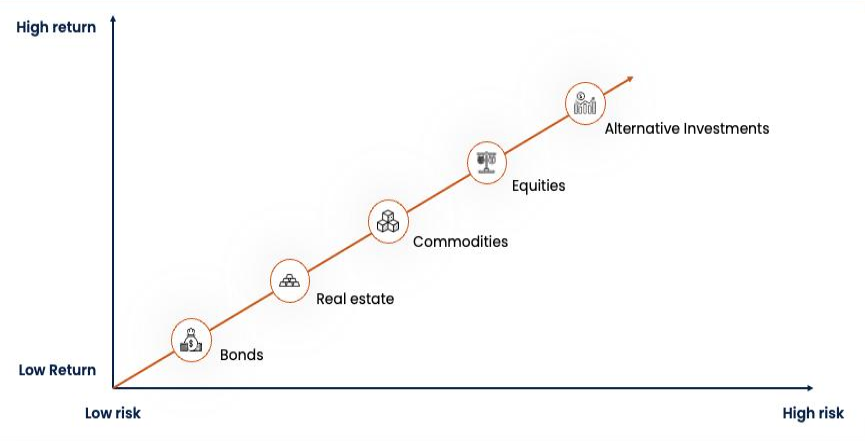 High return
Alternative Investments
Equities
Commodities
Real estate
Bonds
Low Return
Low risk
High risk